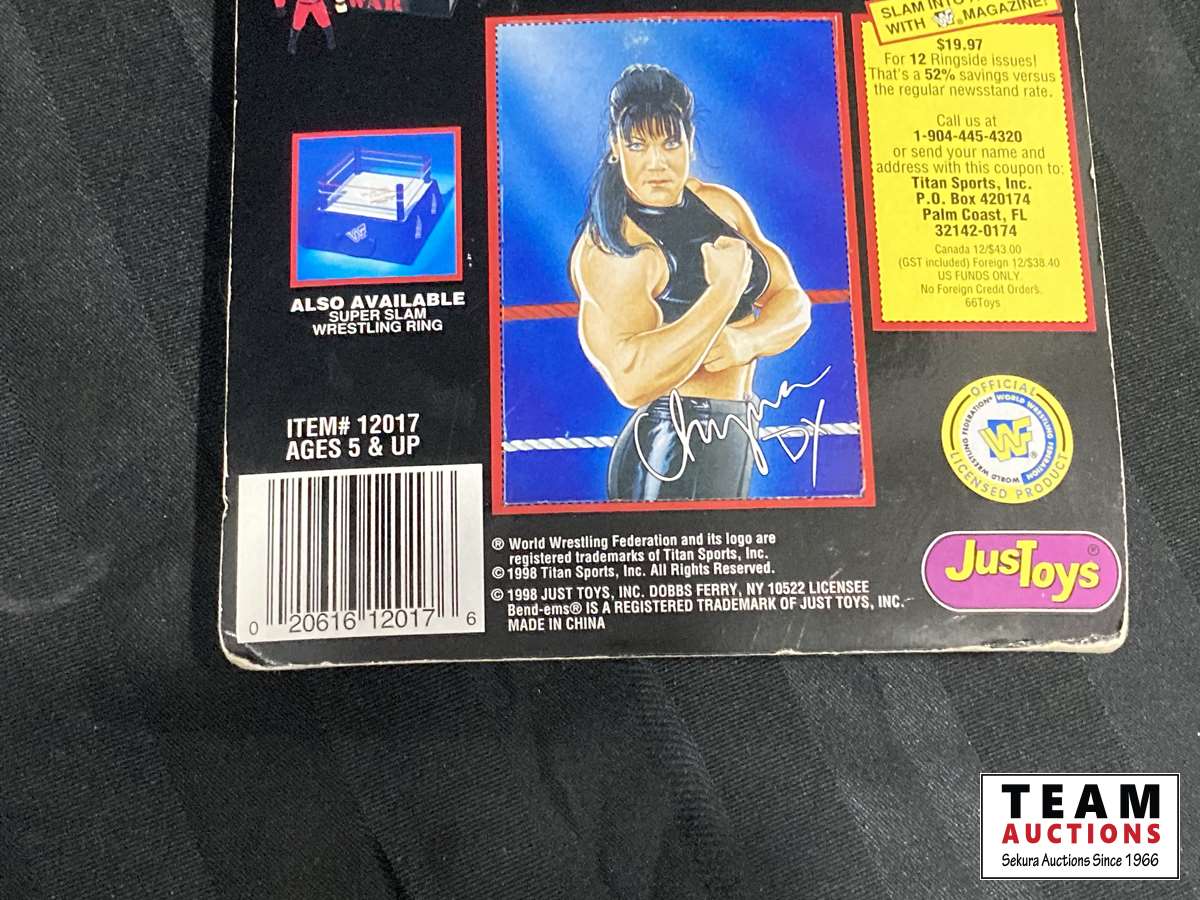 WAR
ALSO AVAILABLE
SUPER SLAM
WRESTLING RING
ITEM# 12017
AGES 5 & UP
0 20616 12017 6
Chyna
DX
SLAM INTO
WITH WF® MAGAZINE!
$19.97
For 12 Ringside issues!
That's a 52% savings versus
the regular newsstand rate.
Call us at
1-904-445-4320
or send your name and
address with this coupon to:
Titan Sports, Inc.
P.O. Box 420174
Palm Coast, FL
32142-0174
Canada 12/$43.00
(GST included) Foreign 12/$38.40
US FUNDS ONLY
No Foreign Credit Orders.
66Toys
OFFICIAL
WORLD WRESTLING FEDERATION®
WORLD WRESTLING FEDERATION
WF®
LICENSED PRODUCT
® World Wrestling Federation and its logo are
registered trademarks of Titan Sports, Inc.
© 1998 Titan Sports, Inc. All Rights Reserved.
© 1998 JUST TOYS, INC. DOBBS FERRY, NY 10522 LICENSEE
Bend-ems® IS A REGISTERED TRADEMARK OF JUST TOYS, INC.
MADE IN CHINA
JusToys®
TEAM
AUCTIONS
Sekura Auctions Since 1966